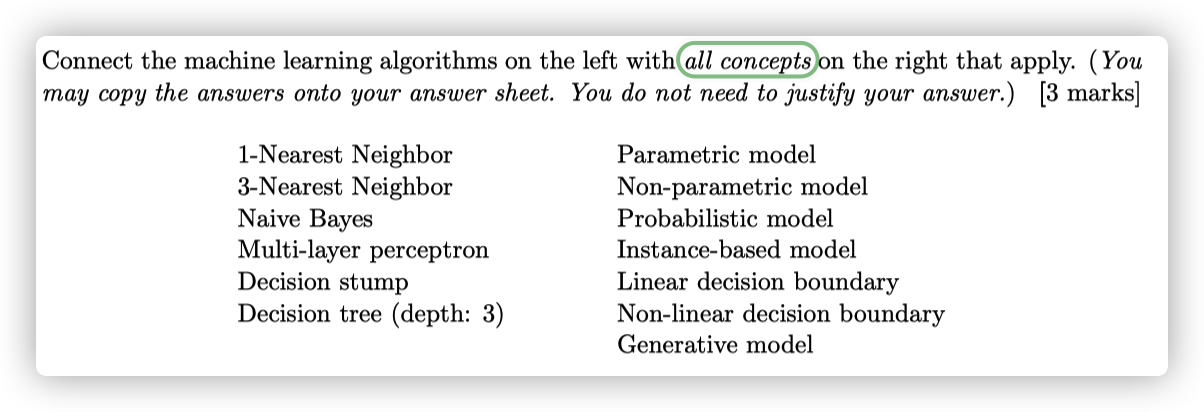 Connect the machine learning algorithms on the left with all concepts on the right that apply. (You
may copy the answers onto your answer sheet. You do not need to justify your answer.) [3 marks]
1-Nearest Neighbor
3-Nearest Neighbor
Naive Bayes
Multi-layer perceptron
Decision stump
Decision tree (depth: 3)
Parametric model
Non-parametric model
Probabilistic model
Instance-based model
Linear decision boundary
Non-linear decision boundary
Generative model